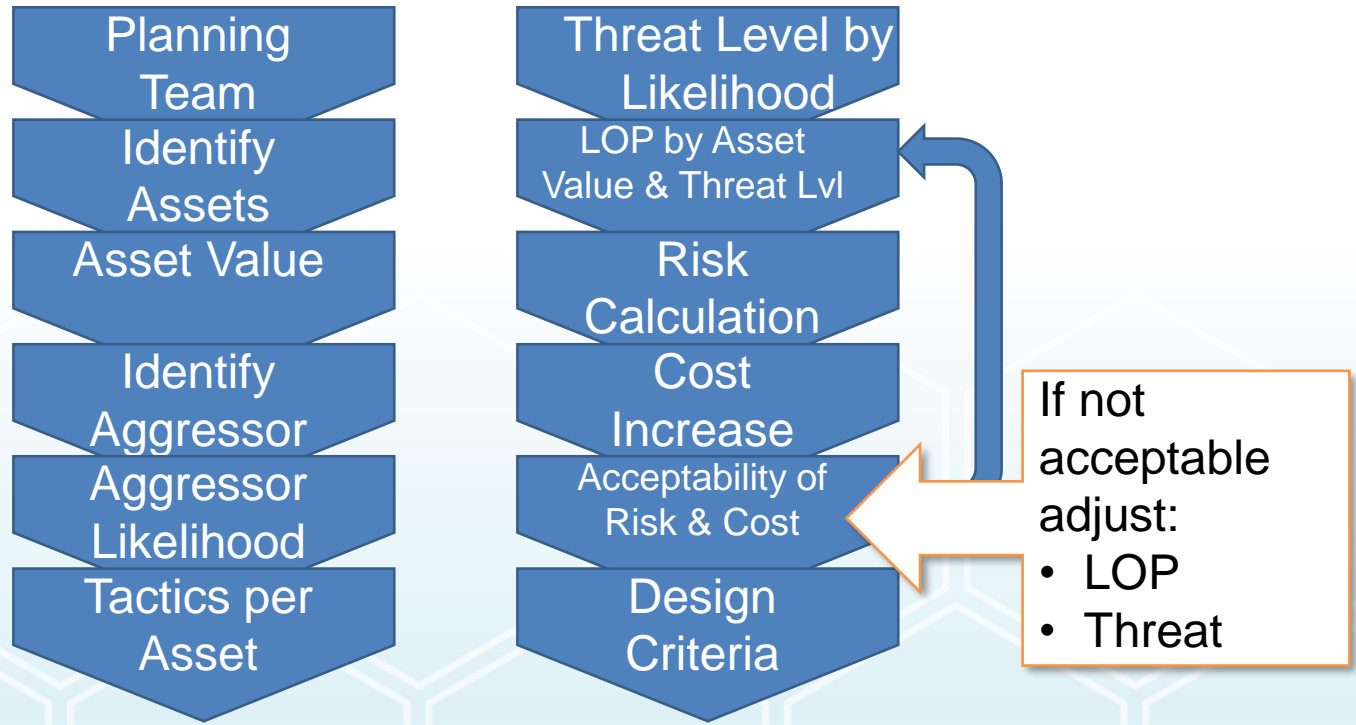 Planning
Team
Identify
Assets
Asset Value
Identify
Aggressor
Aggressor
Likelihood
Tactics per
Asset
Threat Level by
Likelihood
LOP by Asset
Value & Threat Lvl
Risk
Calculation
Cost
Increase
Acceptability of
Risk & Cost
Design
Criteria
If not
acceptable
adjust:
• LOP
• Threat